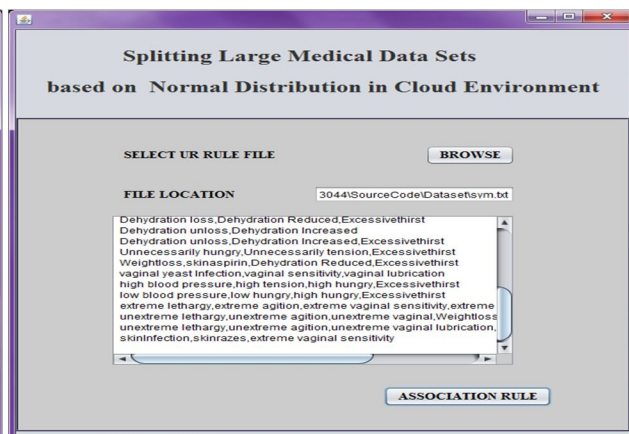 Splitting Large Medical Data Sets
based on Normal Distribution in Cloud Environment
SELECT UR RULE FILE
BROWSE
FILE LOCATION
3044\SourceCode\Dataset\sym.txt
Dehydration loss,Dehydration Reduced,Excessivethirst
Dehydration unloss,Dehydration Increased
Dehydration unloss,Dehydration Increased,Excessivethirst
Unnecessarily hungry,Unnecessarily tension,Excessivethirst
Weightloss,skinaspirin,Dehydration Reduced,Excessivethirst
vaginal yeast Infection,vaginal sensitivity,vaginal lubrication
high blood pressure,high tension,high hungry,Excessivethirst
low blood pressure,low hungry,high hungry,Excessivethirst
extreme lethargy,extreme agition,extreme vaginal sensitivity,extreme
unextreme lethargy,unextreme agition,unextreme vaginal,Weightloss
unextreme lethargy,unextreme agition,unextreme vaginal lubrication,
skinInfection,skinrazes,extreme vaginal sensitivity
ASSOCIATION RULE